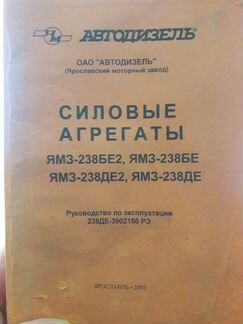 ЯМ АВТОДИЗЕЛЬ
ОАО "АВТОДИЗЕЛЬ"
(Ярославский моторный завод)
СИЛОВЫЕ
АГРЕГАТЫ
ЯМЗ-238БЕ2, ЯМЗ-238БЕ
ЯМЗ-238ДЕ2, ЯМЗ-238ДЕ
Руководство по эксплуатации
238ДЕ-3902150 РЭ
ЯРОСЛАВЛЬ • 2007